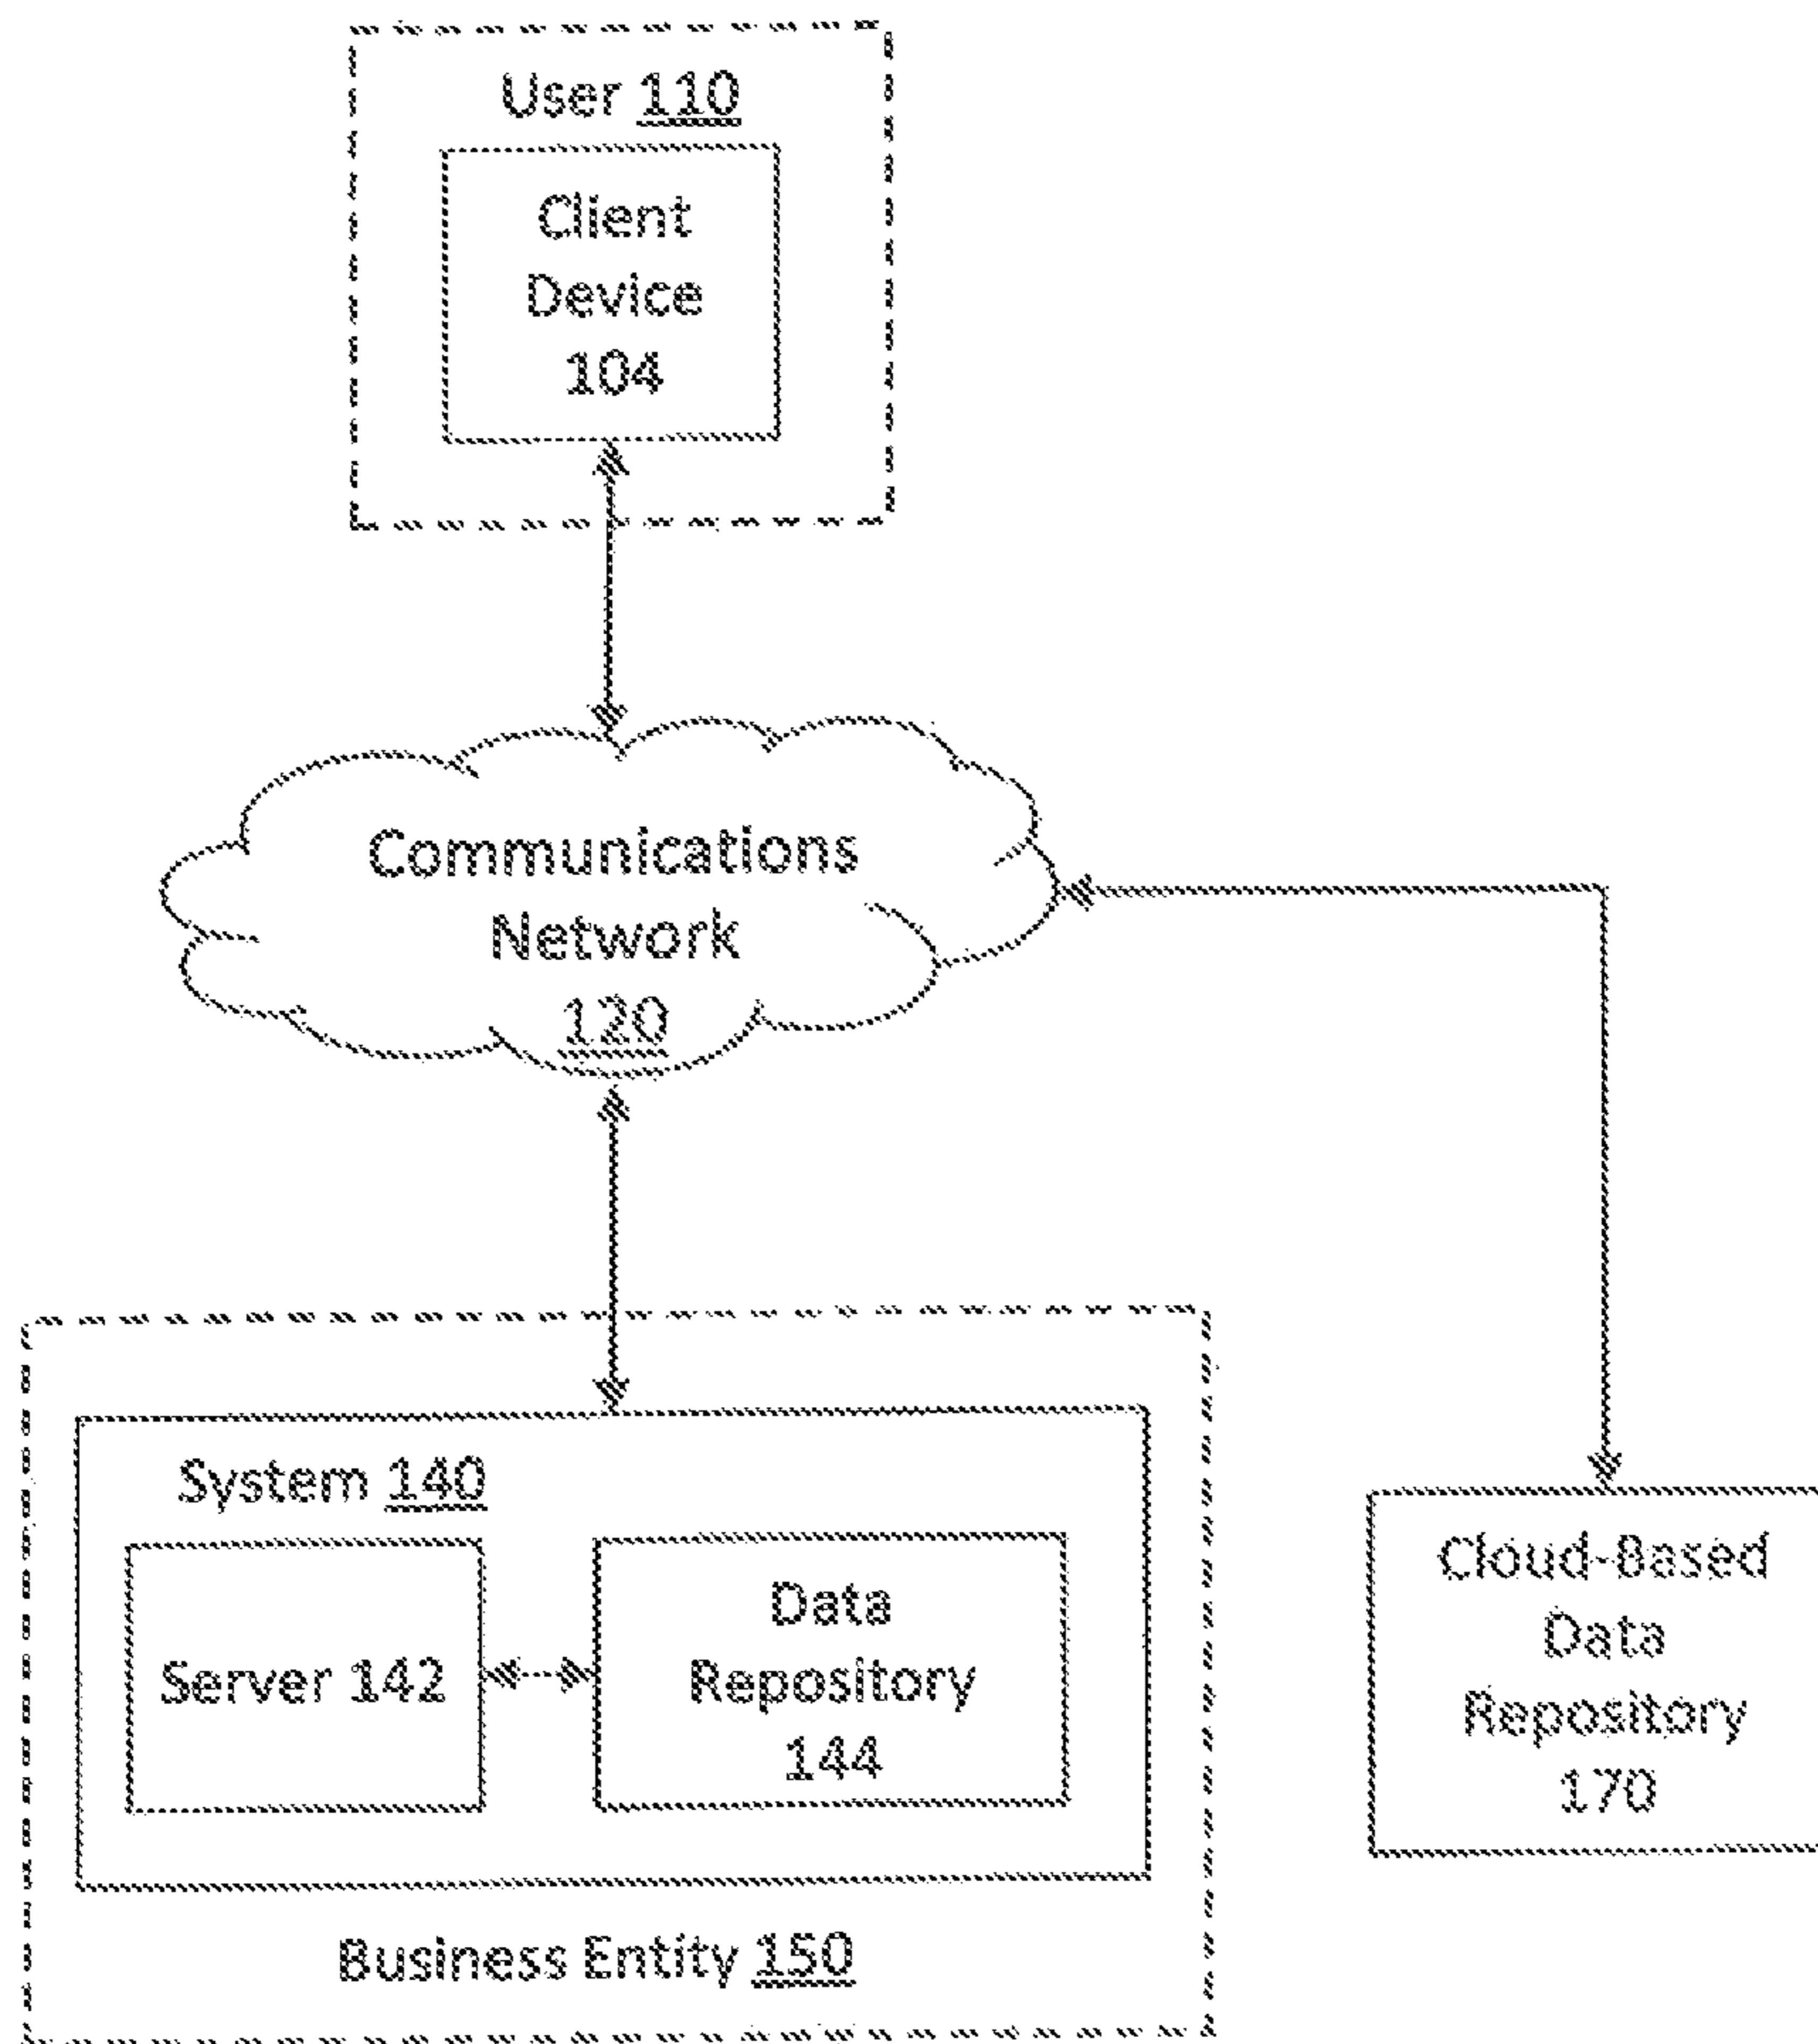 User 110
Client
Device
104
Communications
Network
120
System 140
Server 142
Data
Repository
144
Business Entity 150
Cloud-Based
Data
Repository
170